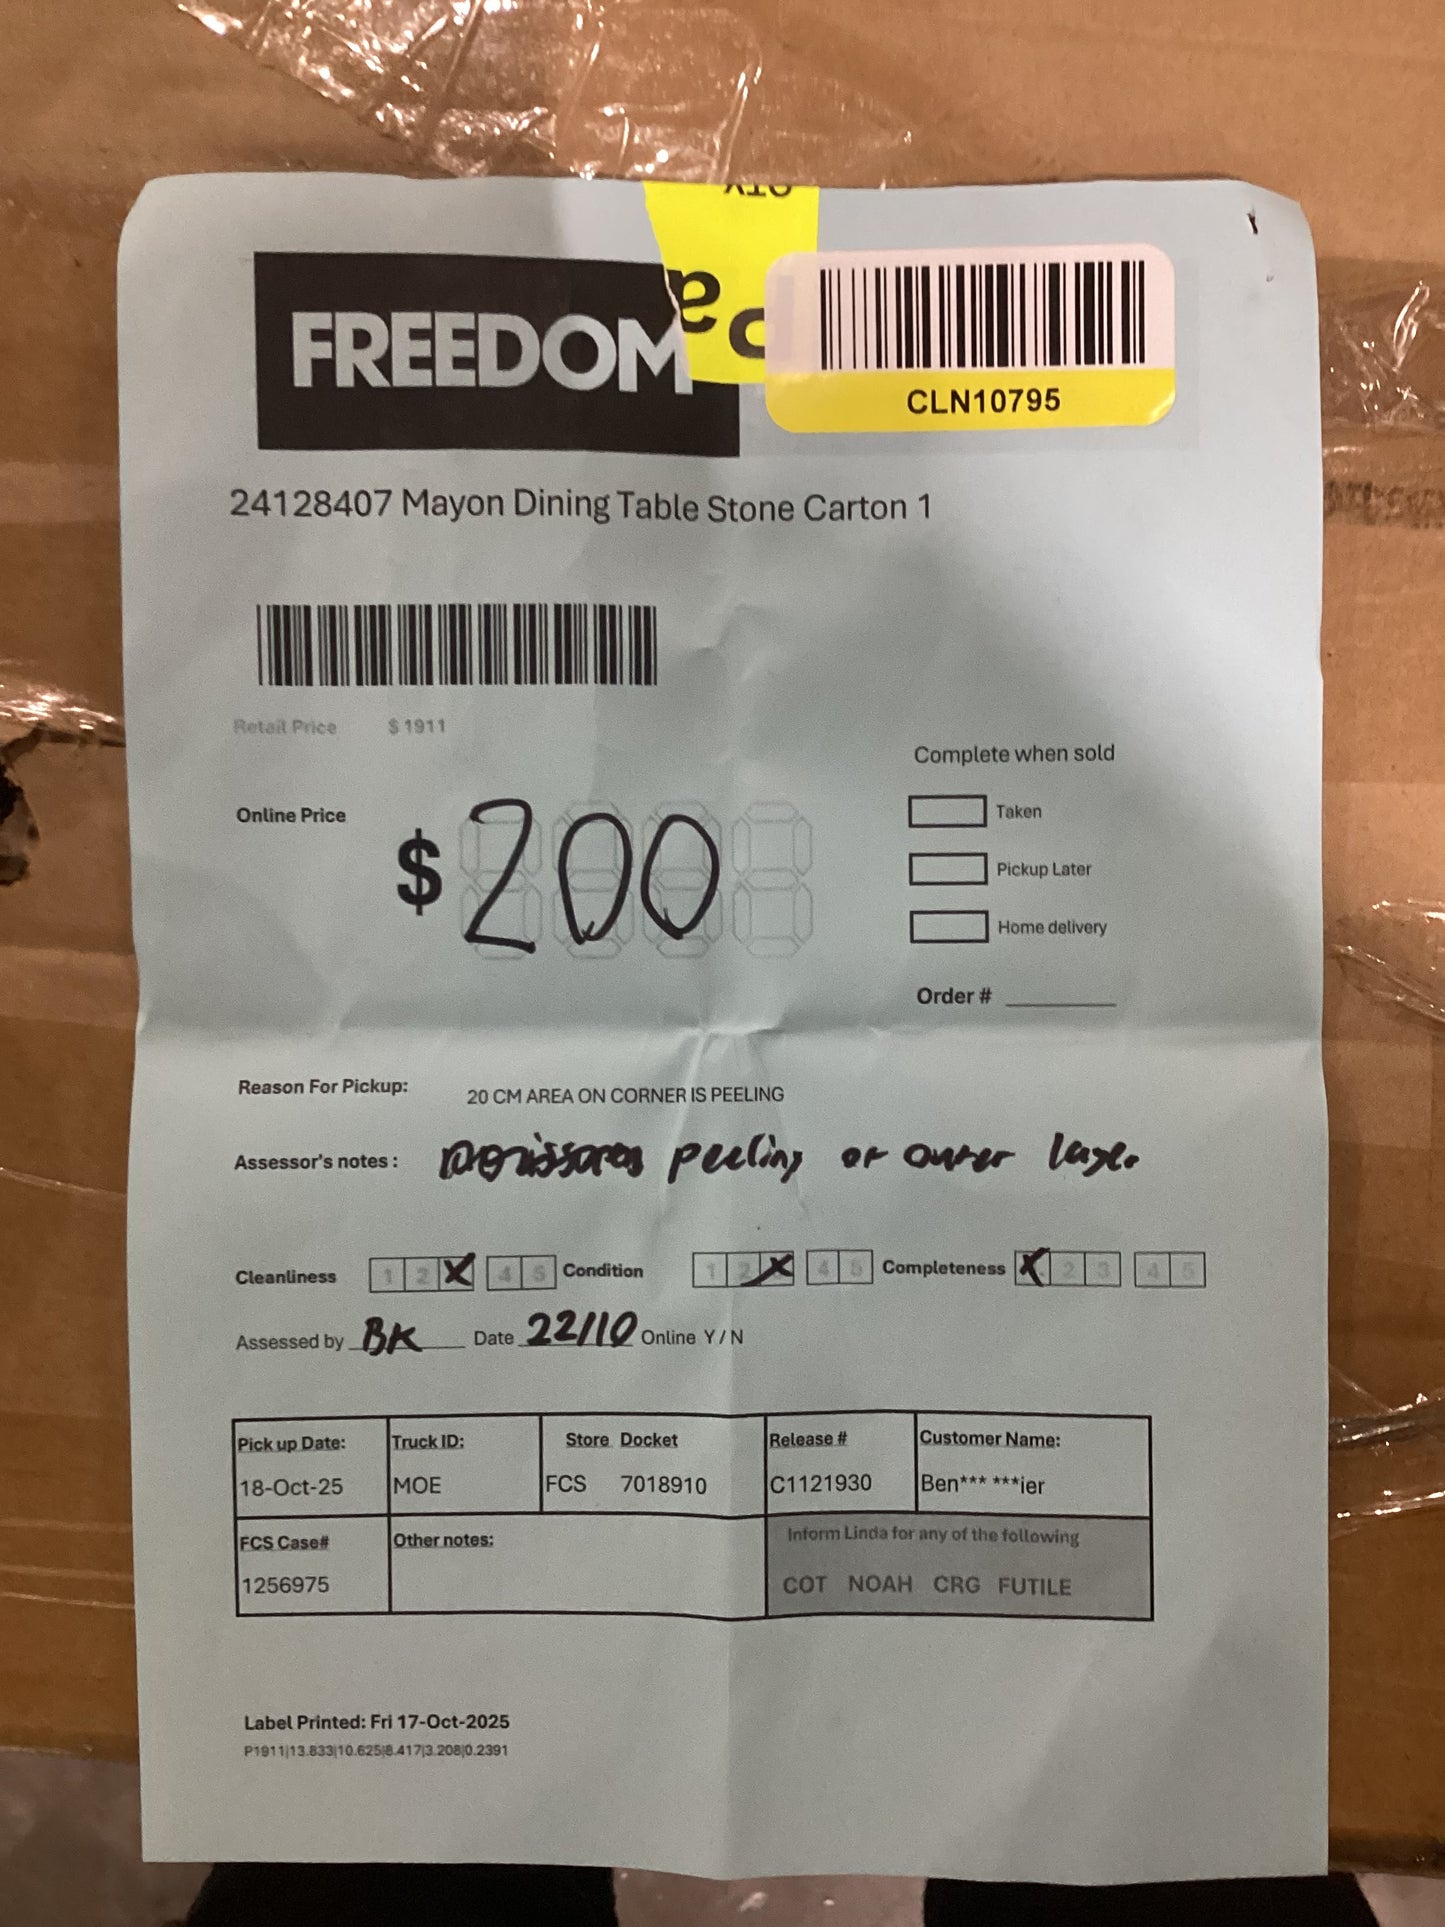 QTY
FREEDOM
CLN10795
24128407 Mayon Dining Table Stone Carton 1
Retail Price $ 1911
Complete when sold
Online Price $ 200
Taken
Pickup Later
Home delivery
Order #
Reason For Pickup: 20 CM AREA ON CORNER IS PEELING
Assessor's notes : peeling or outer layer
Cleanliness 1 2 X 4 5 Condition 1 2 X 4 5 Completeness X 2 3 4 5
Assessed by BK Date 22/10 Online Y / N
Pick up Date: Truck ID: Store Docket Release # Customer Name:
18-Oct-25 MOE FCS 7018910 C1121930 Ben*** ***ier
FCS Case# Other notes: Inform Linda for any of the following
1256975 COT NOAH CRG FUTILE
Label Printed: Fri 17-Oct-2025
P1911|13.833|10.625|8.417|3.208|0.2391